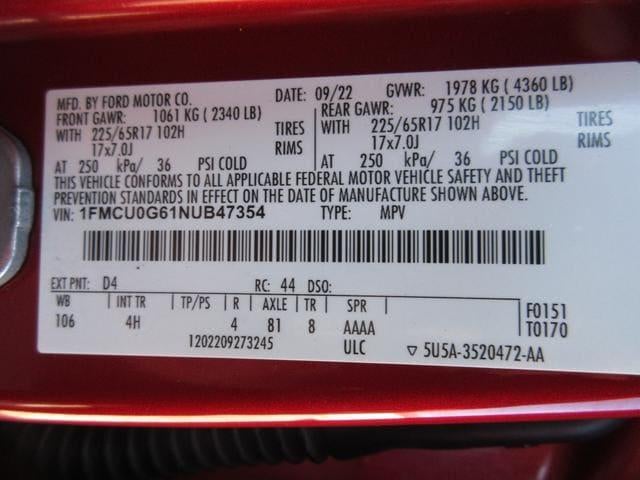 MFD. BY FORD MOTOR CO. DATE: 09/22 GVWR: 1978 KG ( 4360 LB)
FRONT GAWR: 1061 KG ( 2340 LB) REAR GAWR: 975 KG ( 2150 LB)
WITH 225/65R17 102H TIRES WITH 225/65R17 102H TIRES
17x7.0J RIMS 17x7.0J RIMS
AT 250 kPa/ 36 PSI COLD AT 250 kPa/ 36 PSI COLD
THIS VEHICLE CONFORMS TO ALL APPLICABLE FEDERAL MOTOR VEHICLE SAFETY AND THEFT
PREVENTION STANDARDS IN EFFECT ON THE DATE OF MANUFACTURE SHOWN ABOVE.
VIN: 1FMCU0G61NUB47354 TYPE: MPV
EXT PNT: D4 RC: 44 DSO:
WB INT TR TP/PS R AXLE TR SPR F0151
106 4H 4 81 8 AAAA T0170
1202209273245 ULC ▽ 5U5A-3520472-AA